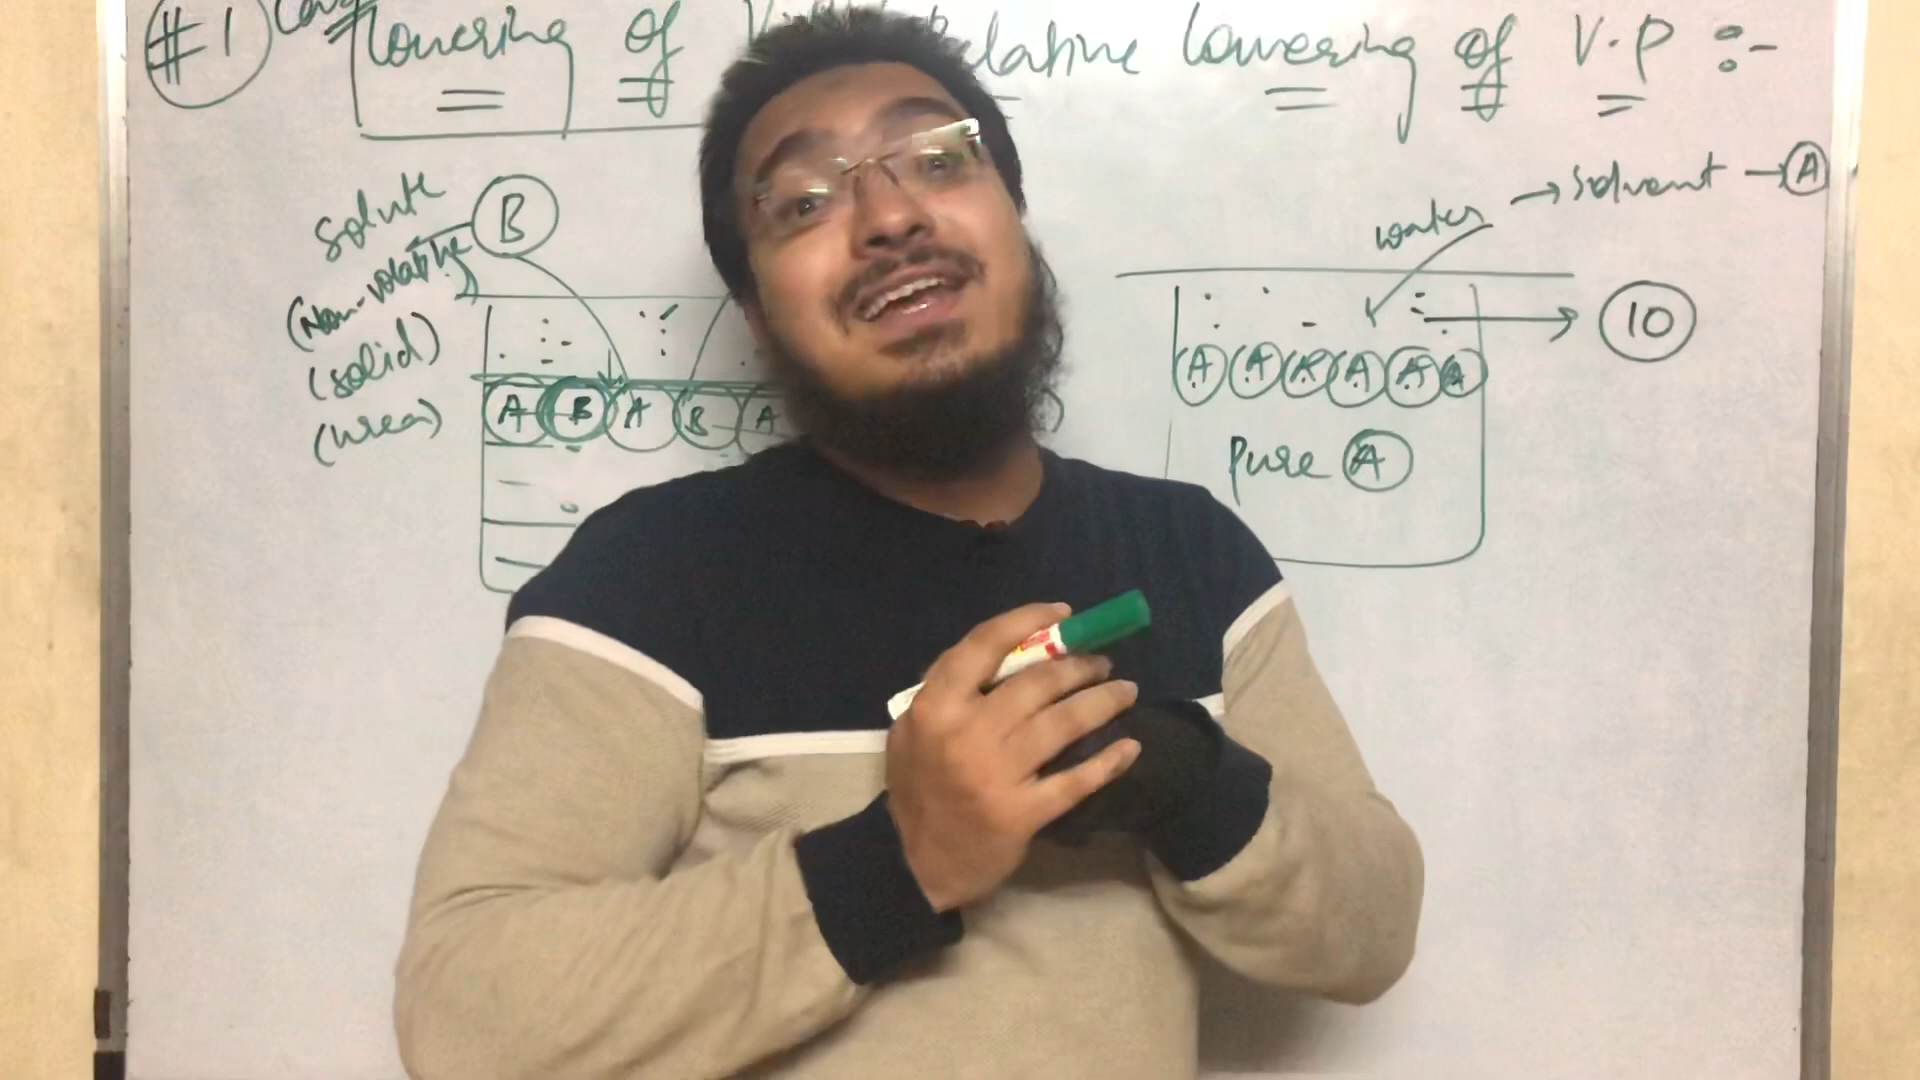 #1 lowering of V. Relative lowering of V.P :-
Solute B
(Non-volatile)
(solid)
(urea)
A B A B A
water → Solvent → A
10
A A A A A A
Pure A